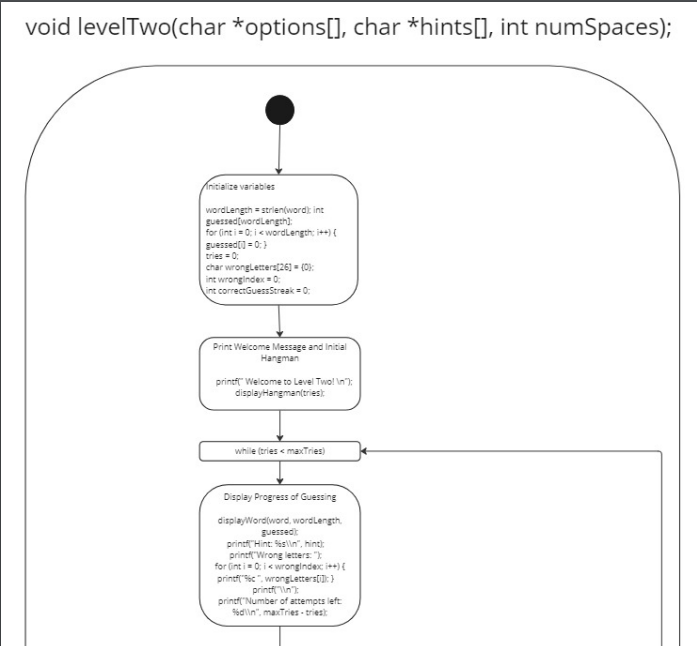 void levelTwo(char *options[], char *hints[], int numSpaces);
Initialize variables
wordLength = strlen(word); int
guessed[wordLength];
for (int i = 0; i < wordLength; i++) {
guessed[i] = 0; }
tries = 0;
char wrongLetters[26] = {0};
int wrongIndex = 0;
int correctGuessStreak = 0;
Print Welcome Message and Initial
Hangman
printf(" Welcome to Level Two! \n");
displayHangman(tries);
while (tries < maxTries)
Display Progress of Guessing
displayWord(word, wordLength,
guessed);
printf("Hint: %s\\n", hint);
printf("Wrong letters: ");
for (int i = 0; i < wrongIndex; i++) {
printf("%c ", wrongLetters[i]); }
printf("\\n");
printf("Number of attempts left:
%d\\n", maxTries - tries);